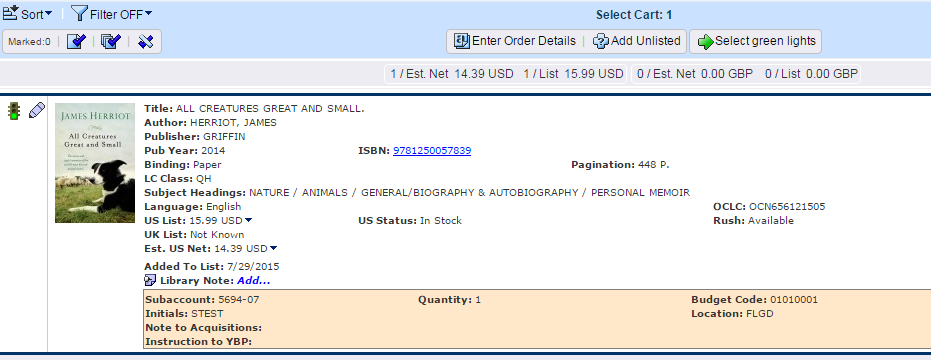 Sort Filter OFF Select Cart: 1
Marked:0 Enter Order Details Add Unlisted Select green lights
1 / Est. Net 14.39 USD 1 / List 15.99 USD 0 / Est. Net 0.00 GBP 0 / List 0.00 GBP
JAMES HERRIOT
All Creatures
Great and Small
Title: ALL CREATURES GREAT AND SMALL.
Author: HERRIOT, JAMES
Publisher: GRIFFIN
Pub Year: 2014 ISBN: 9781250057839
Binding: Paper Pagination: 448 P.
LC Class: QH
Subject Headings: NATURE / ANIMALS / GENERAL/BIOGRAPHY & AUTOBIOGRAPHY / PERSONAL MEMOIR
Language: English OCLC: OCN656121505
US List: 15.99 USD US Status: In Stock Rush: Available
UK List: Not Known
Est. US Net: 14.39 USD
Added To List: 7/29/2015
Library Note: Add...
Subaccount: 5694-07 Quantity: 1 Budget Code: 01010001
Initials: STEST Location: FLGD
Note to Acquisitions:
Instruction to YBP: